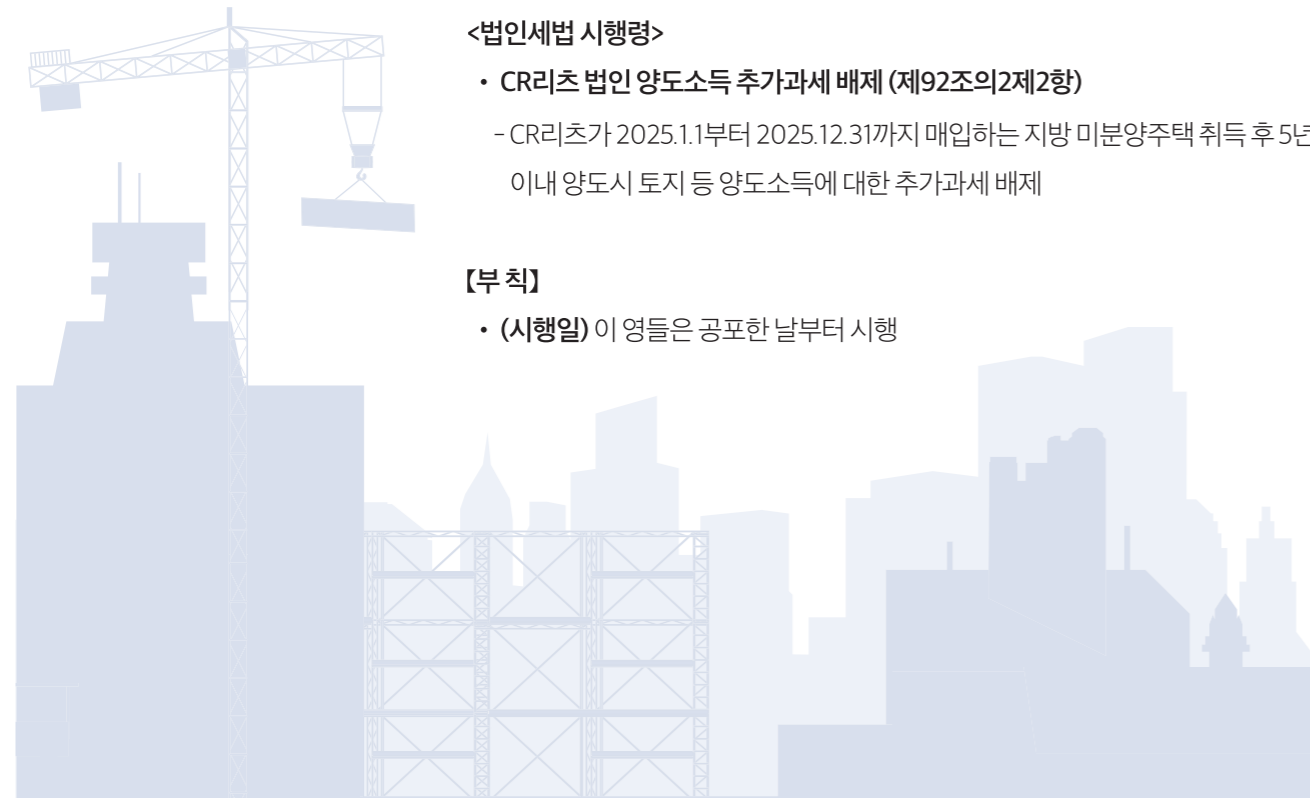 <법인세법 시행령>
• CR리츠 법인 양도소득 추가과세 배제 (제92조의2제2항)
- CR리츠가 2025.1.1부터 2025.12.31까지 매입하는 지방 미분양주택 취득 후 5년
이내 양도시 토지 등 양도소득에 대한 추가과세 배제
【부 칙】
• (시행일) 이 영들은 공포한 날부터 시행